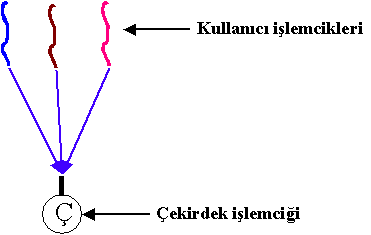 Kullanıcı işlemcikleri
Ç
Çekirdek işlemciği